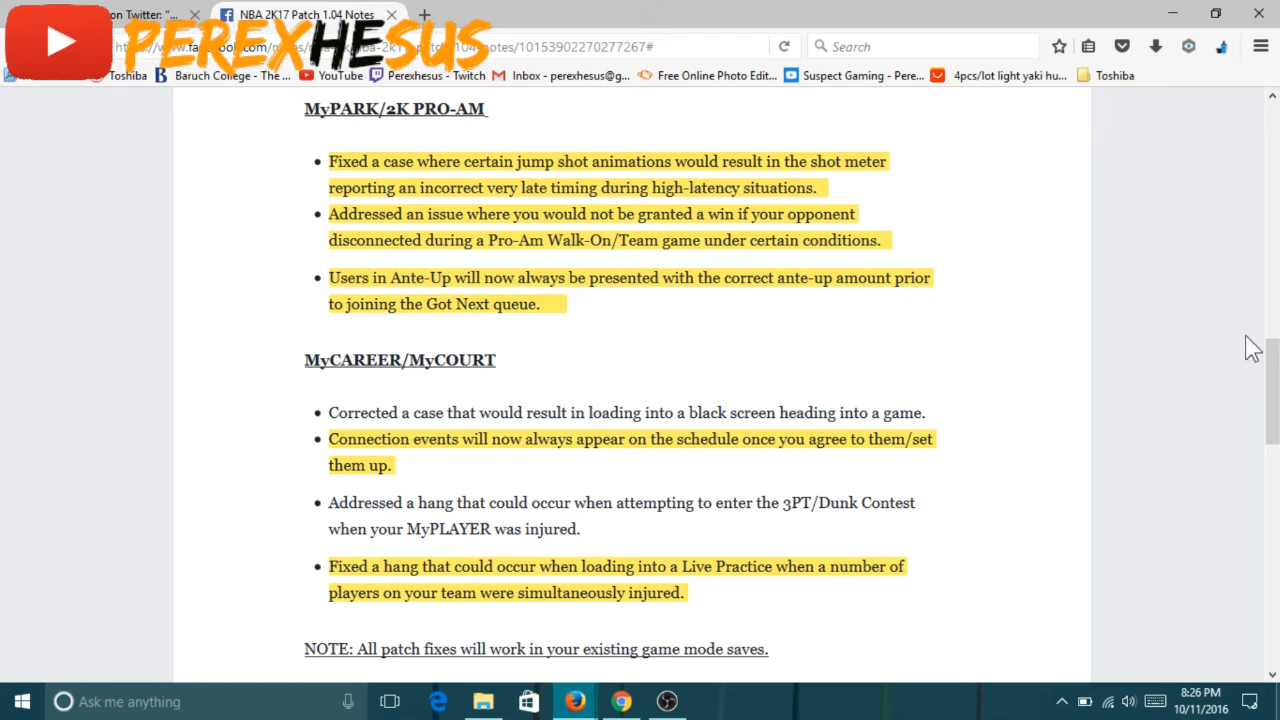 on Twitter: "...
NBA 2K17 Patch 1.04 Notes
PEREXHESUS
Search
Toshiba
Baruch College - The ...
YouTube
Perexhesus - Twitch
Inbox - perexhesus@g...
Free Online Photo Edit...
Suspect Gaming - Pere...
4pcs/lot light yaki hu...
Toshiba
MyPARK/2K PRO-AM
• Fixed a case where certain jump shot animations would result in the shot meter
reporting an incorrect very late timing during high-latency situations.
• Addressed an issue where you would not be granted a win if your opponent
disconnected during a Pro-Am Walk-On/Team game under certain conditions.
• Users in Ante-Up will now always be presented with the correct ante-up amount prior
to joining the Got Next queue.
MyCAREER/MyCOURT
• Corrected a case that would result in loading into a black screen heading into a game.
• Connection events will now always appear on the schedule once you agree to them/set
them up.
• Addressed a hang that could occur when attempting to enter the 3PT/Dunk Contest
when your MyPLAYER was injured.
• Fixed a hang that could occur when loading into a Live Practice when a number of
players on your team were simultaneously injured.
NOTE: All patch fixes will work in your existing game mode saves.
Ask me anything
8:26 PM
10/11/2016